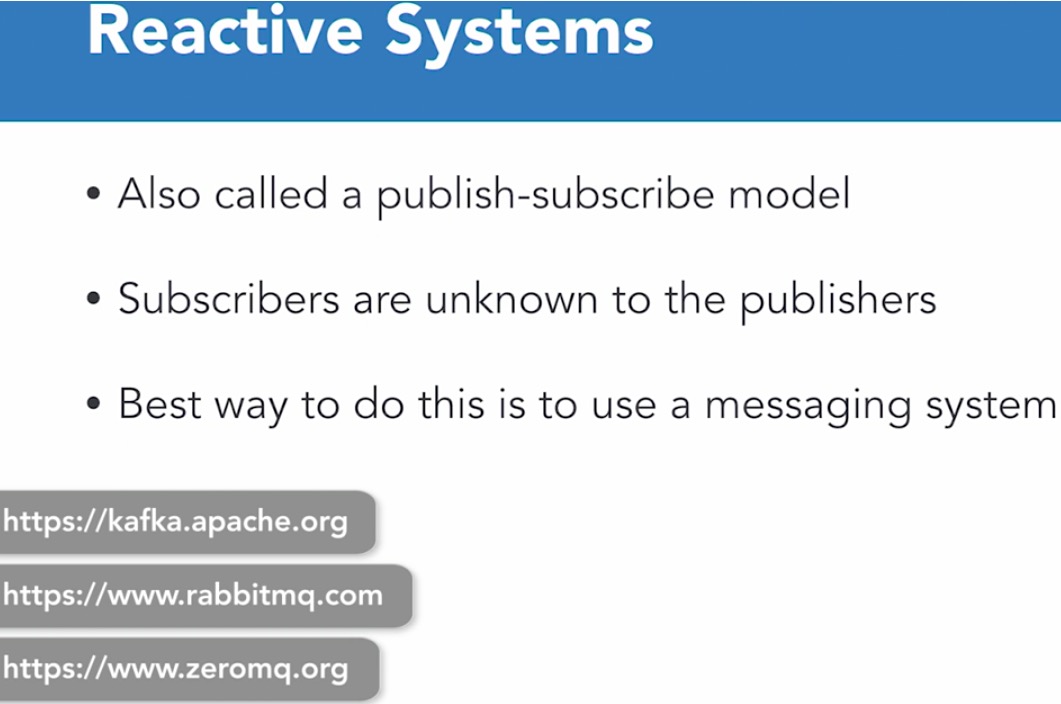 Reactive Systems
• Also called a publish-subscribe model
• Subscribers are unknown to the publishers
• Best way to do this is to use a messaging system
https://kafka.apache.org
https://www.rabbitmq.com
https://www.zeromq.org